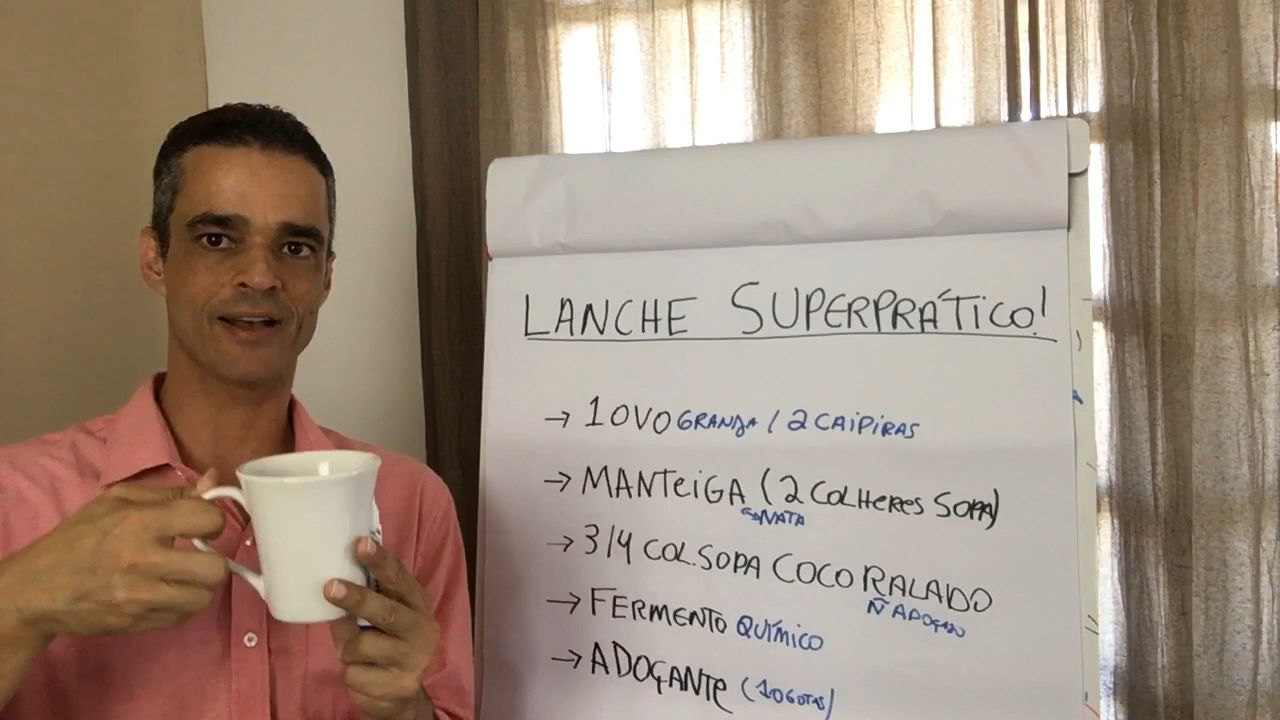 LANCHE SUPERPRÁTICO!
→ 1 OVO GRANJA / 2 CAIPIRAS
→ MANTEIGA (2 COLHERES SOPA)
NATA
→ 3/4 COL. SOPA COCO RALADO
Ñ ADOÇADO
→ FERMENTO QUÍMICO
→ ADOÇANTE (10 GOTAS)